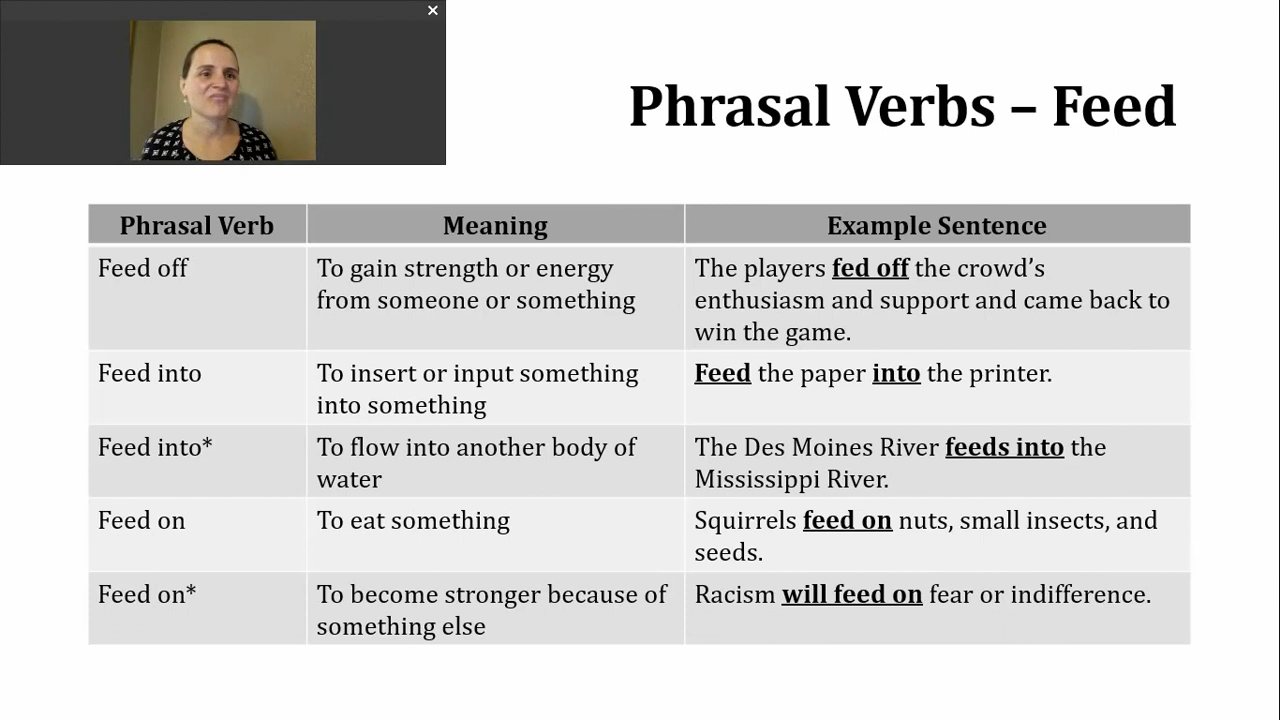 Phrasal Verbs – Feed
Phrasal Verb
Meaning
Example Sentence
Feed off
To gain strength or energy
from someone or something
The players fed off the crowd’s
enthusiasm and support and came back to
win the game.
Feed into
To insert or input something
into something
Feed the paper into the printer.
Feed into*
To flow into another body of
water
The Des Moines River feeds into the
Mississippi River.
Feed on
To eat something
Squirrels feed on nuts, small insects, and
seeds.
Feed on*
To become stronger because of
something else
Racism will feed on fear or indifference.